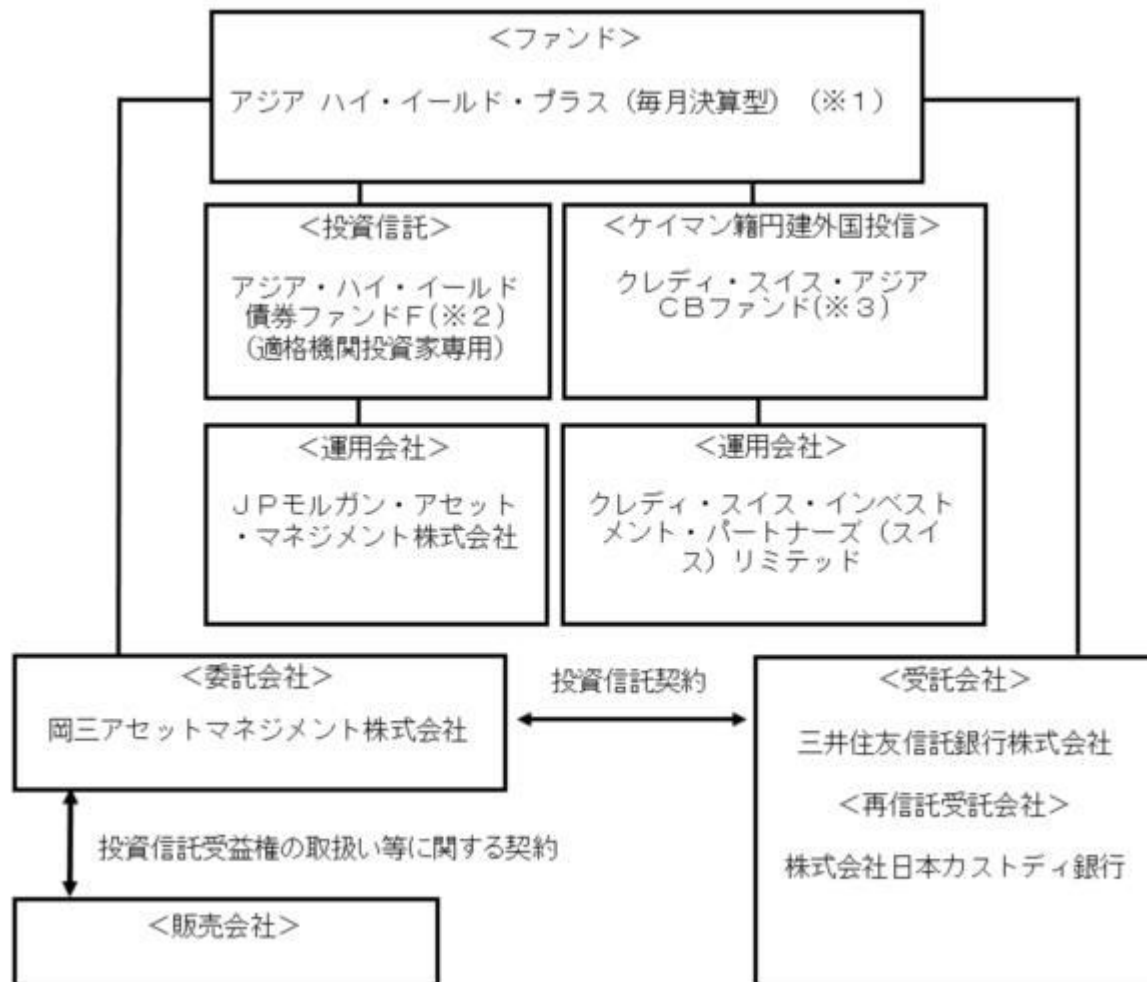 ＜ファンド＞
アジア ハイ・イールド・プラス（毎月決算型）（※１）
＜投資信託＞
アジア・ハイ・イールド
債券ファンドＦ(※２)
（適格機関投資家専用）
＜ケイマン籍円建外国投信＞
クレディ・スイス・アジア
ＣＢファンド(※３)
＜運用会社＞
ＪＰモルガン・アセット
・マネジメント株式会社
＜運用会社＞
クレディ・スイス・インベスト
メント・パートナーズ（スイ
ス）リミテッド
＜委託会社＞
岡三アセットマネジメント株式会社
投資信託契約
＜受託会社＞
三井住友信託銀行株式会社
＜再信託受託会社＞
株式会社日本カストディ銀行
投資信託受益権の取扱い等に関する契約
＜販売会社＞